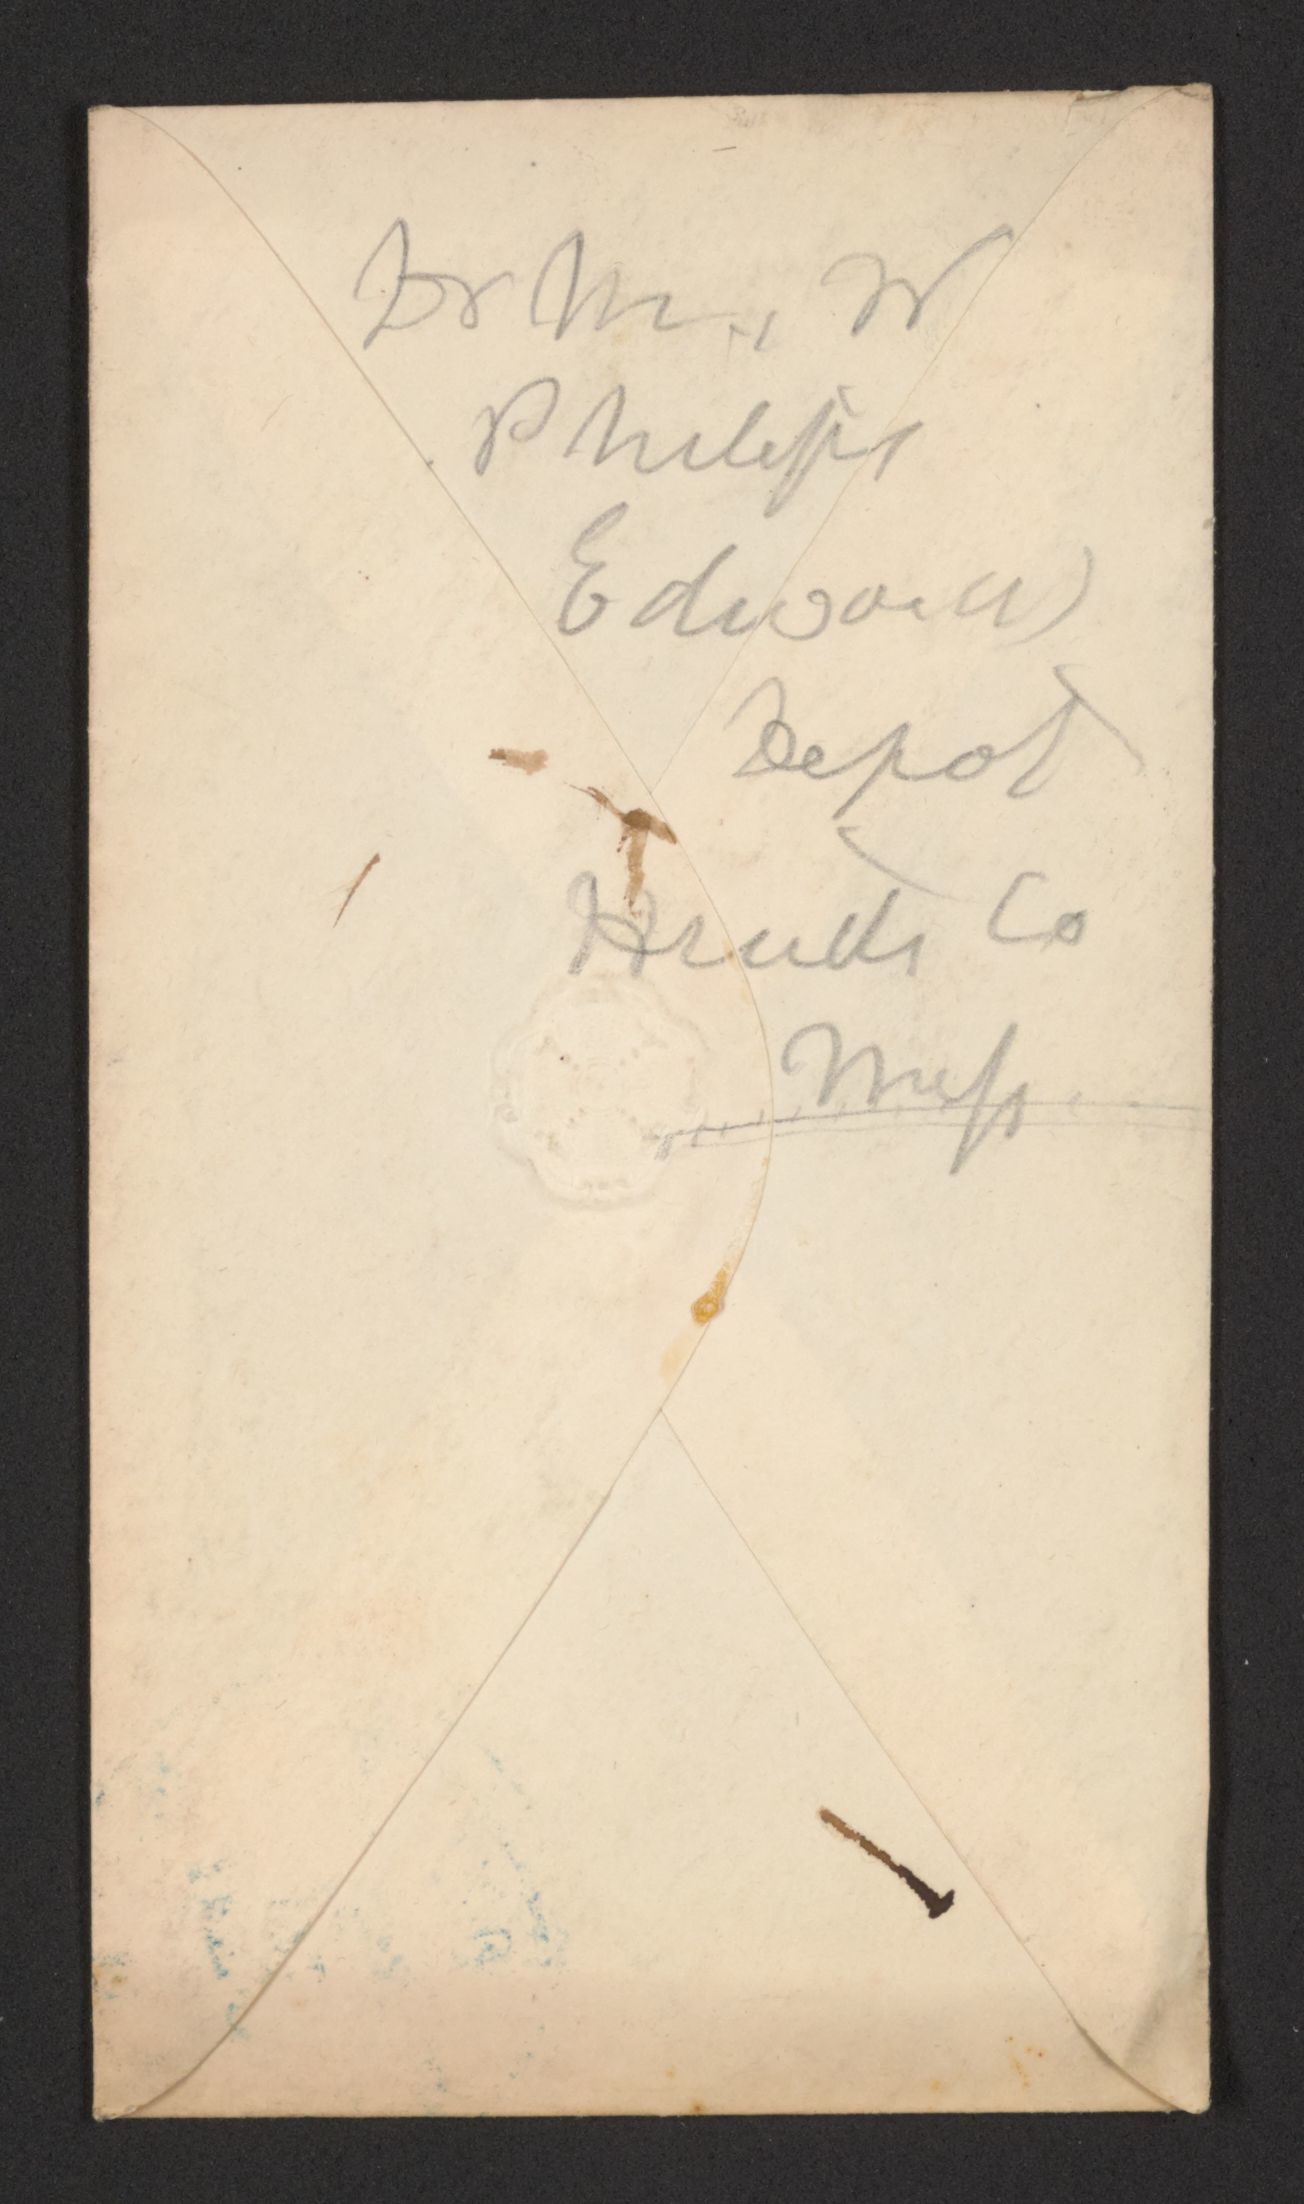 Dr M., W
Philips
Edwards
Depot
Hinds Co
Miss